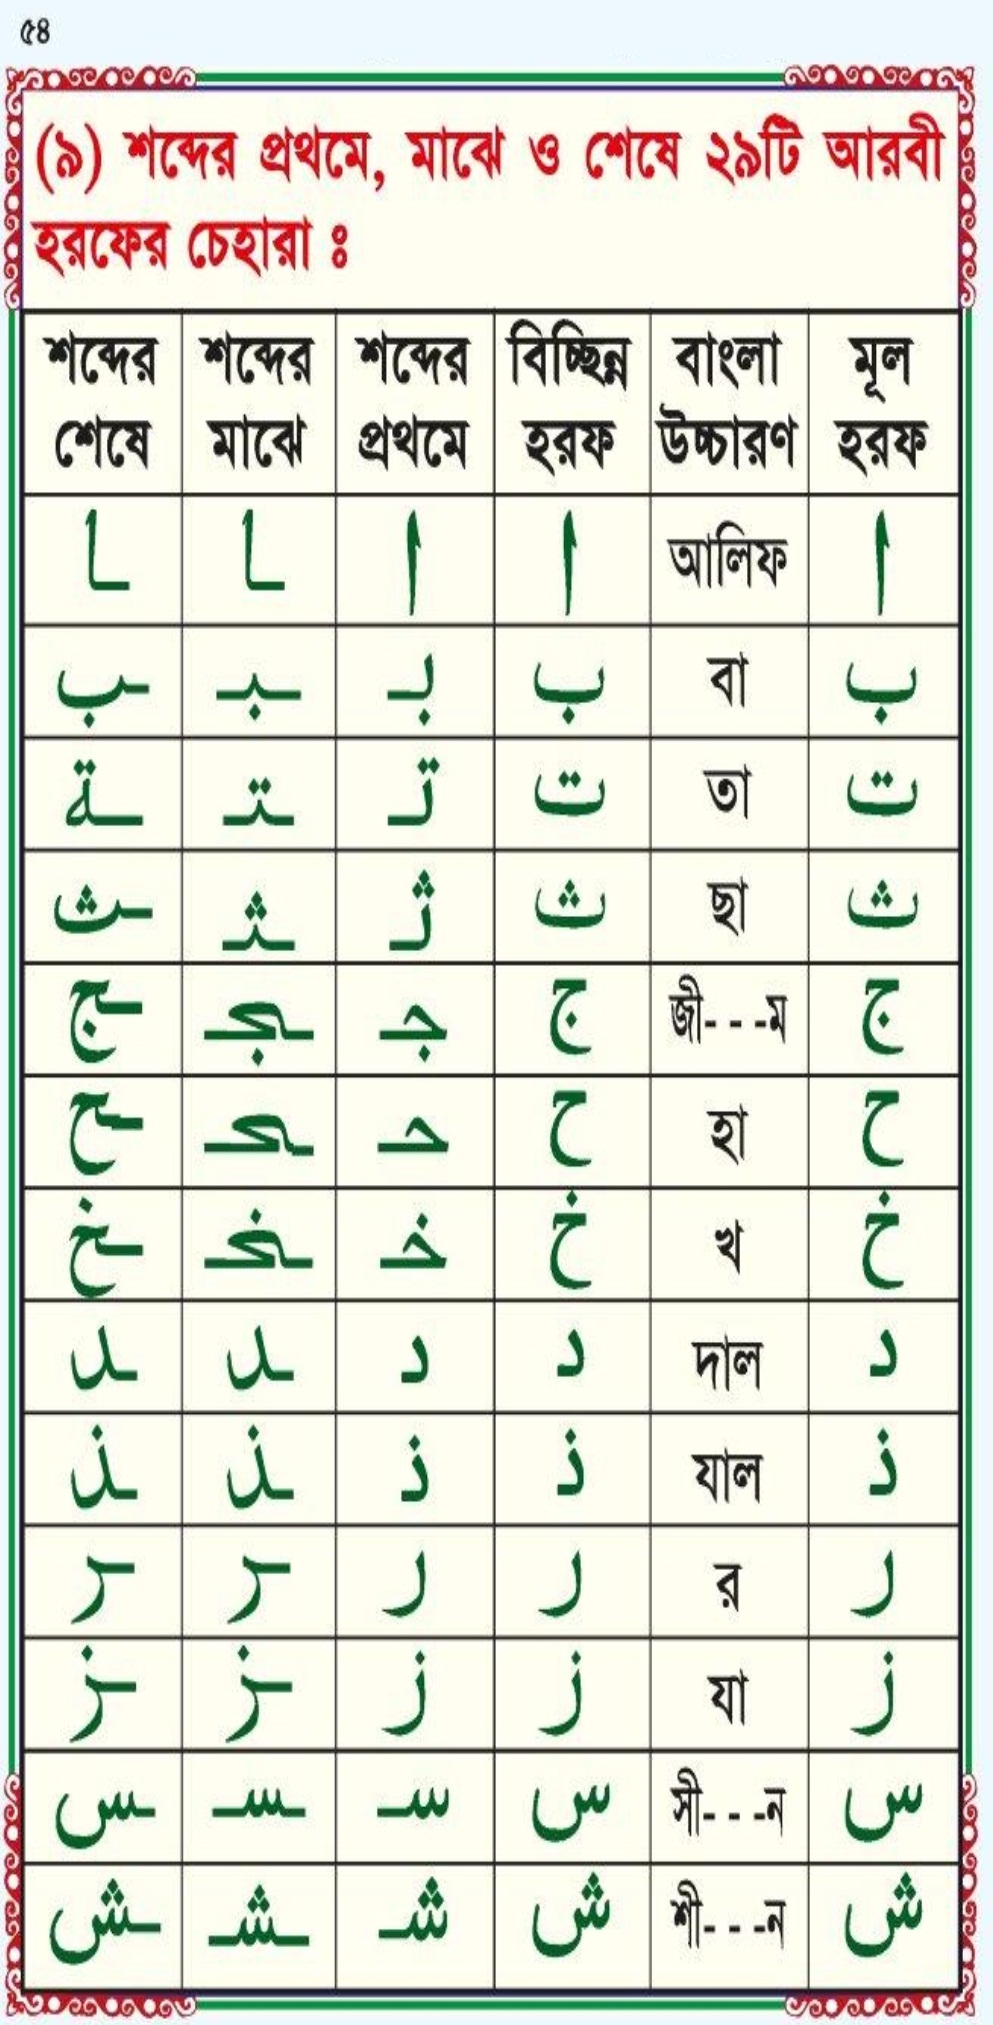 ৫৪
(৯) শব্দের প্রথমে, মাঝে ও শেষে ২৯টি আরবী
হরফের চেহারা ঃ
শব্দের শেষে | শব্দের মাঝে | শব্দের প্রথমে | বিচ্ছিন্ন হরফ | বাংলা উচ্চারণ | মূল হরফ
ـا | ـا | ا | ا | আলিফ | ا
ـب | ـبـ | بـ | ب | বা | ب
ـة | ـتـ | تـ | ت | তা | ت
ـث | ـثـ | ثـ | ث | ছা | ث
ـج | ـجـ | جـ | ج | জী- - -ম | ج
ـح | ـحـ | حـ | ح | হা | ح
ـخ | ـخـ | خـ | خ | খ | خ
ـد | ـد | د | د | দাল | د
ـذ | ـذ | ذ | ذ | যাল | ذ
ـر | ـر | ر | ر | র | ر
ـز | ـز | ز | ز | যা | ز
ـس | ـسـ | سـ | س | সী- - -ন | س
ـش | ـشـ | شـ | ش | শী- - -ন | ش